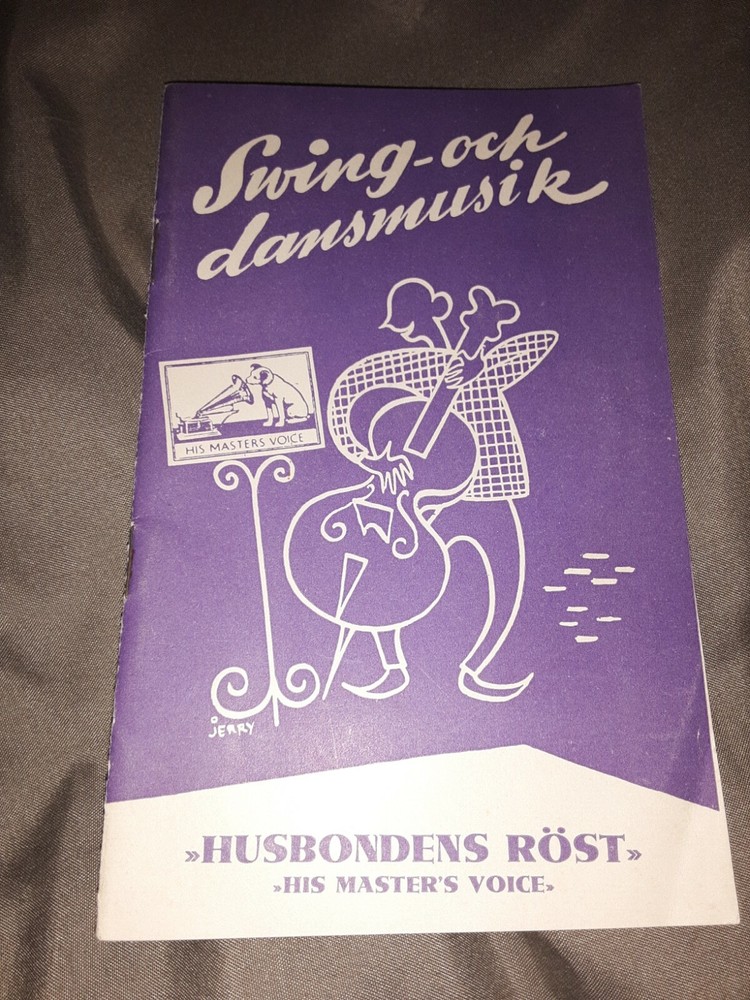 Swing-och
dansmusik
HIS MASTERS VOICE
JERRY
»HUSBONDENS RÖST»
»HIS MASTER'S VOICE»